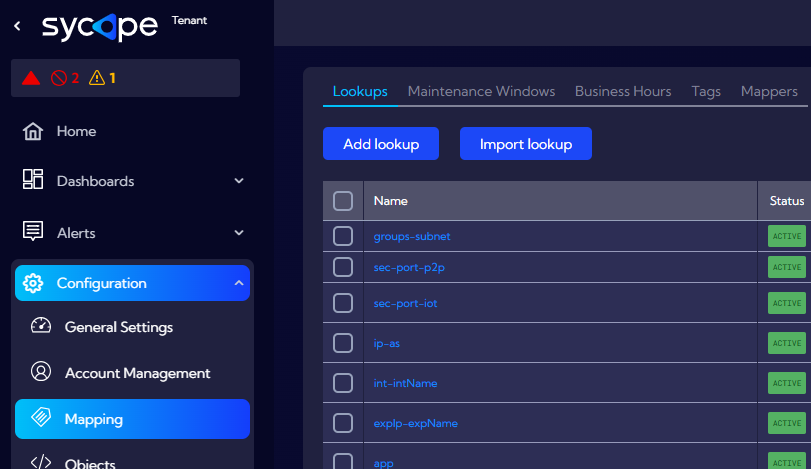 sycope Tenant
2 1
Home
Dashboards
Alerts
Configuration
General Settings
Account Management
Mapping
Objects
Lookups Maintenance Windows Business Hours Tags Mappers
Add lookup Import lookup
Name Status
groups-subnet ACTIVE
sec-port-p2p ACTIVE
sec-port-iot ACTIVE
ip-as ACTIVE
int-intName ACTIVE
expIp-expName ACTIVE
app ACTIVE